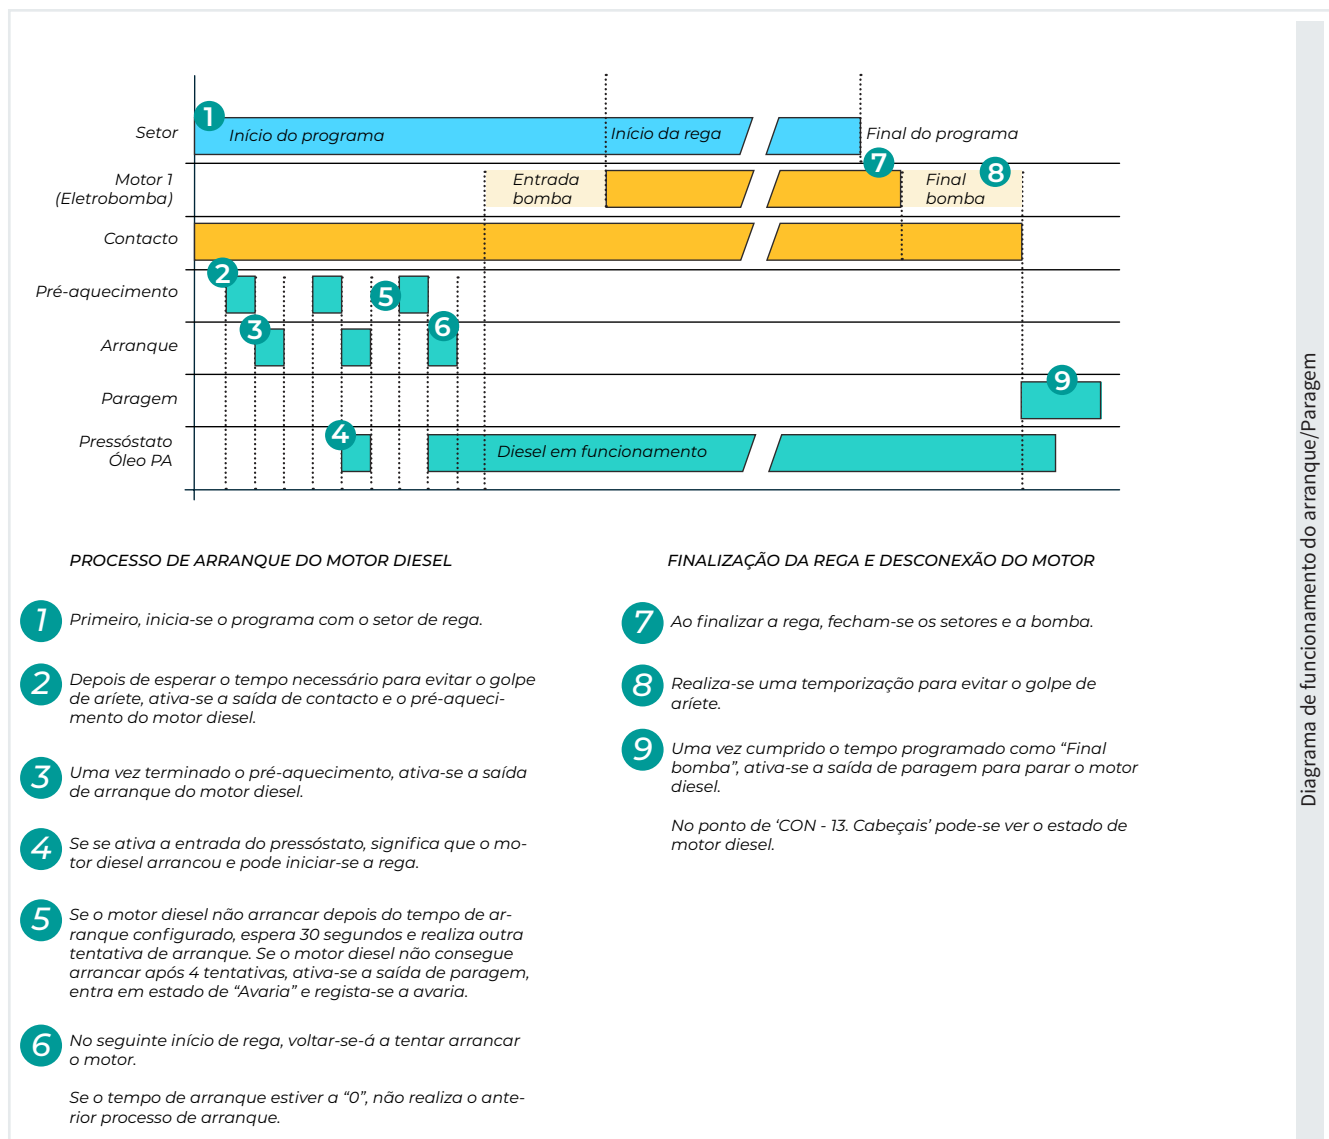 1
Setor
Início do programa
Início da rega
Final do programa
7
Motor 1
(Eletrobomba)
Entrada
bomba
Final
bomba
8
Contacto
2
Pré-aquecimento
5
3
6
Arranque
Paragem
9
4
Pressóstato
Óleo PA
Diesel em funcionamento
PROCESSO DE ARRANQUE DO MOTOR DIESEL
1
Primeiro, inicia-se o programa com o setor de rega.
2
Depois de esperar o tempo necessário para evitar o golpe
de aríete, ativa-se a saída de contacto e o pré-aqueci-
mento do motor diesel.
3
Uma vez terminado o pré-aquecimento, ativa-se a saída
de arranque do motor diesel.
4
Se se ativa a entrada do pressóstato, significa que o mo-
tor diesel arrancou e pode iniciar-se a rega.
5
Se o motor diesel não arrancar depois do tempo de ar-
ranque configurado, espera 30 segundos e realiza outra
tentativa de arranque. Se o motor diesel não consegue
arrancar após 4 tentativas, ativa-se a saída de paragem,
entra em estado de “Avaria” e regista-se a avaria.
6
No seguinte início de rega, voltar-se-á a tentar arrancar
o motor.
Se o tempo de arranque estiver a “0”, não realiza o ante-
rior processo de arranque.
FINALIZAÇÃO DA REGA E DESCONEXÃO DO MOTOR
7
Ao finalizar a rega, fecham-se os setores e a bomba.
8
Realiza-se uma temporização para evitar o golpe de
aríete.
9
Uma vez cumprido o tempo programado como “Final
bomba”, ativa-se a saída de paragem para parar o motor
diesel.
No ponto de ‘CON - 13. Cabeçais’ pode-se ver o estado de
motor diesel.
Diagrama de funcionamento do arranque/Paragem